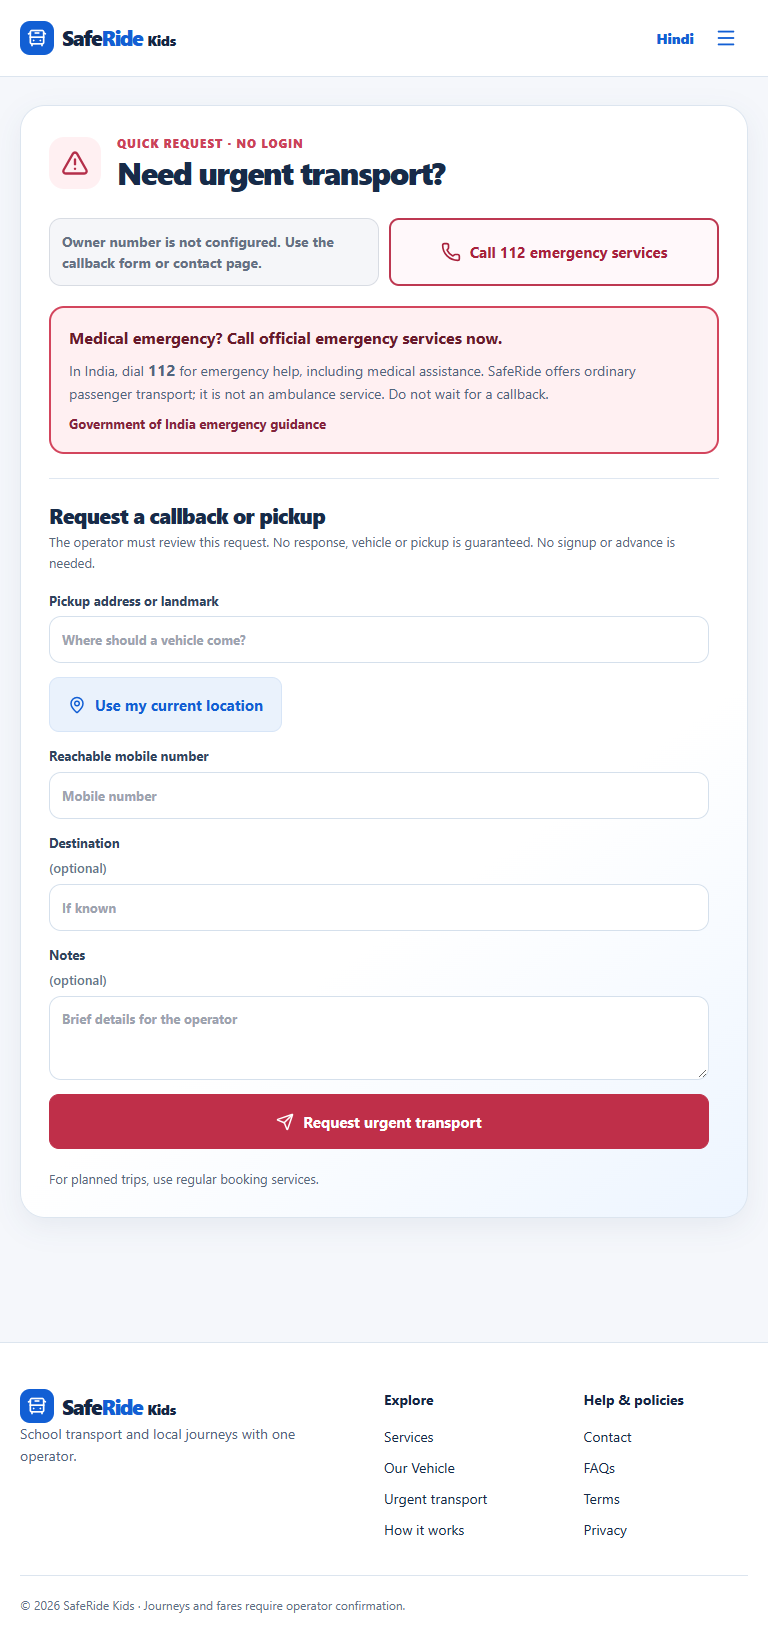 SafeRide Kids
Hindi
QUICK REQUEST · NO LOGIN
Need urgent transport?
Owner number is not configured. Use the
callback form or contact page.
Call 112 emergency services
Medical emergency? Call official emergency services now.
In India, dial 112 for emergency help, including medical assistance. SafeRide offers ordinary
passenger transport; it is not an ambulance service. Do not wait for a callback.
Government of India emergency guidance
Request a callback or pickup
The operator must review this request. No response, vehicle or pickup is guaranteed. No signup or advance is
needed.
Pickup address or landmark
Where should a vehicle come?
Use my current location
Reachable mobile number
Mobile number
Destination
(optional)
If known
Notes
(optional)
Brief details for the operator
Request urgent transport
For planned trips, use regular booking services.
SafeRide Kids
School transport and local journeys with one
operator.
Explore
Services
Our Vehicle
Urgent transport
How it works
Help & policies
Contact
FAQs
Terms
Privacy
© 2026 SafeRide Kids · Journeys and fares require operator confirmation.